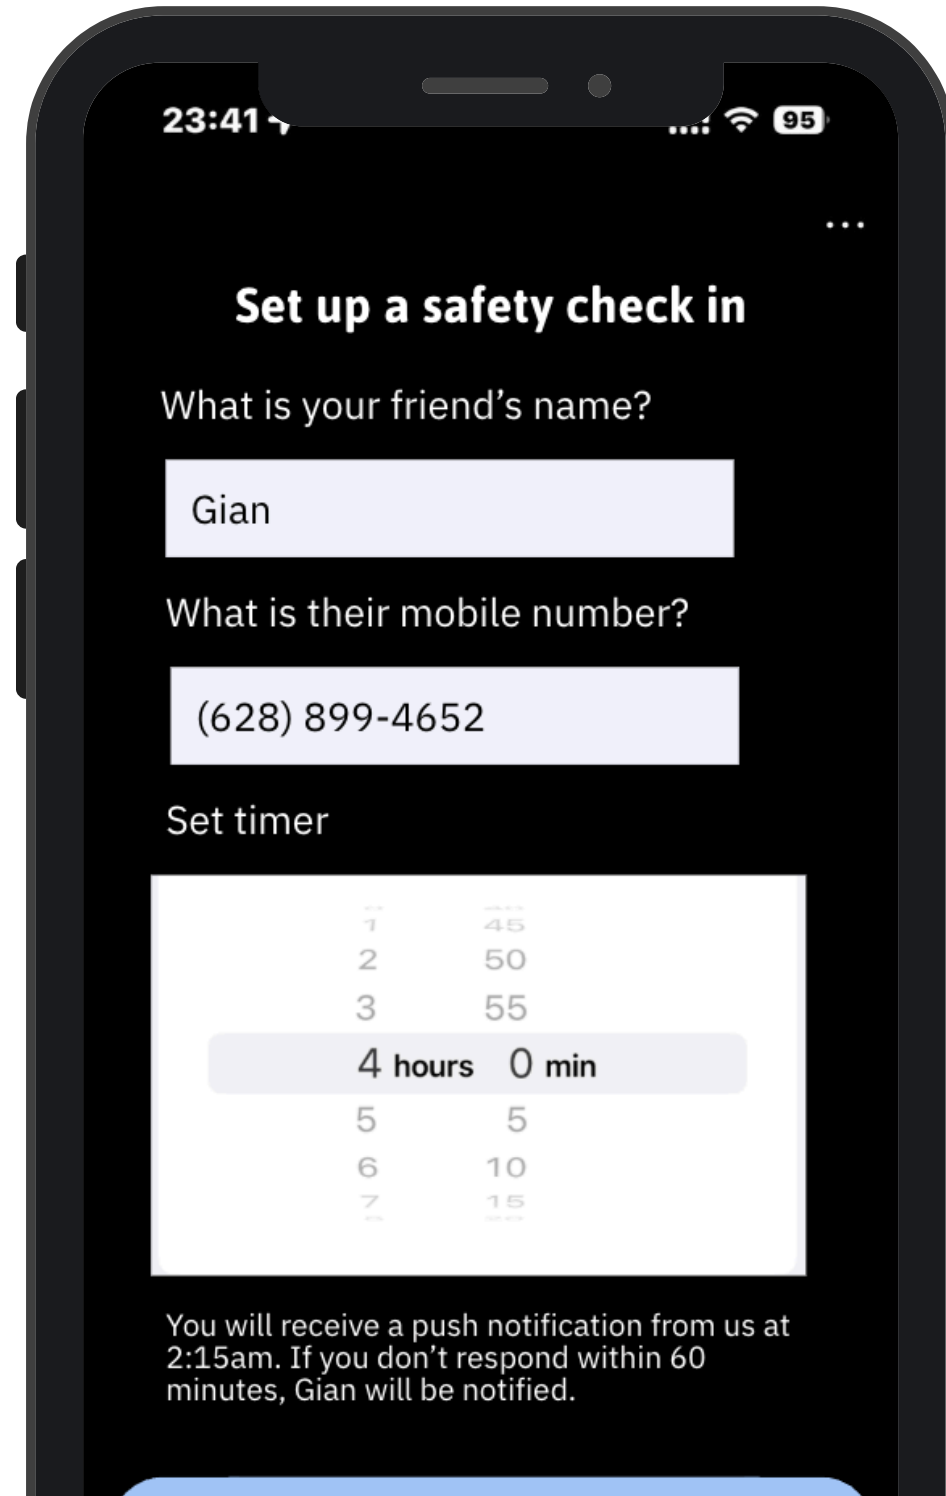 23:41
95
...
Set up a safety check in
What is your friend’s name?
Gian
What is their mobile number?
(628) 899-4652
Set timer
1 45
2 50
3 55
4 hours 0 min
5 5
6 10
7 15
You will receive a push notification from us at
2:15am. If you don’t respond within 60
minutes, Gian will be notified.